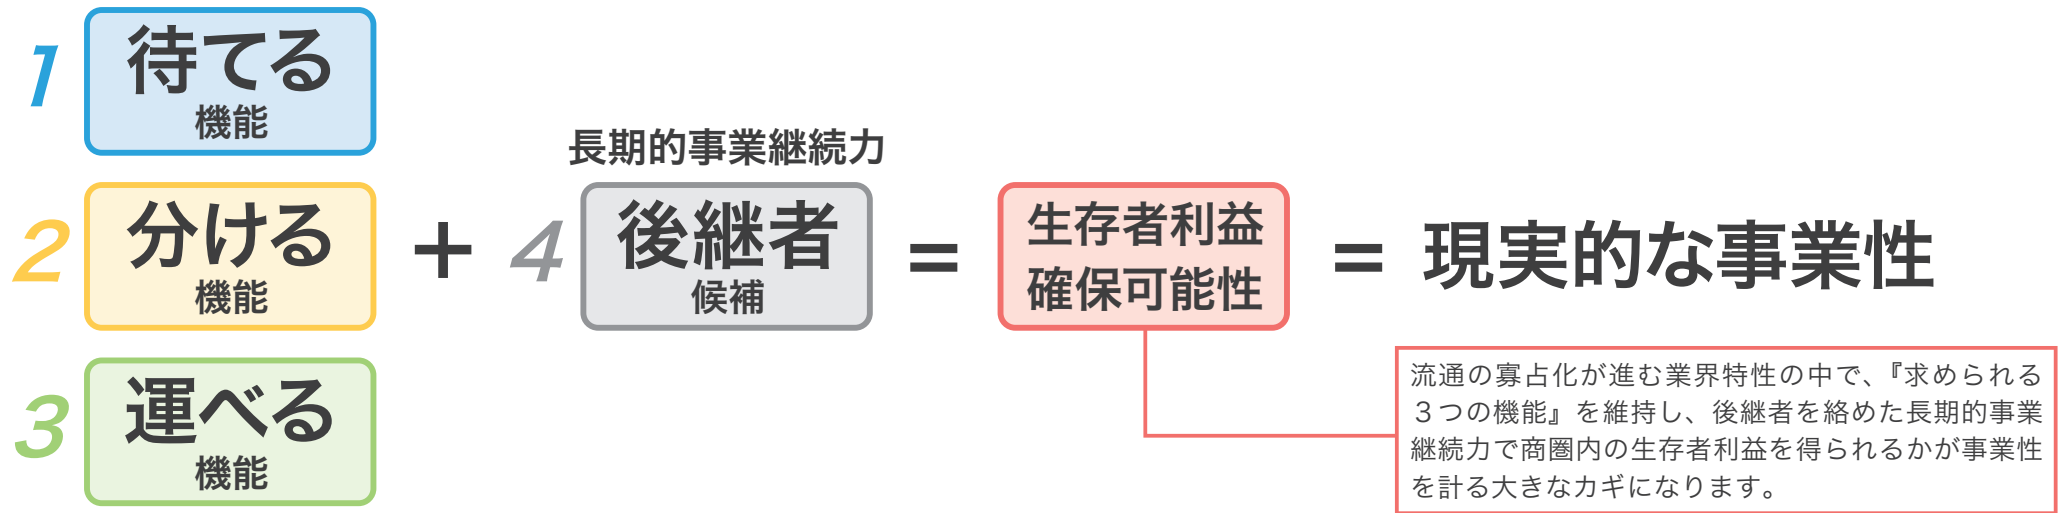 1
待てる
機能
2
分ける
機能
3
運べる
機能
+
長期的事業継続力
4
後継者
候補
=
生存者利益
確保可能性
=
現実的な事業性
流通の寡占化が進む業界特性の中で、『求められる
３つの機能』を維持し、後継者を絡めた長期的事業
継続力で商圏内の生存者利益を得られるかが事業性
を計る大きなカギになります。